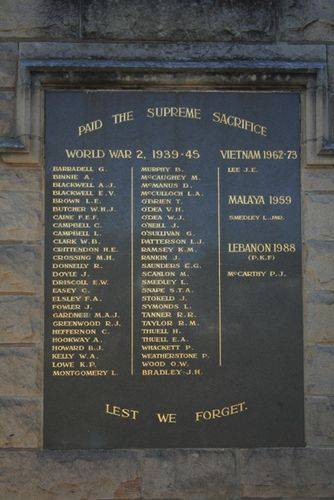 PAID THE SUPREME SACRIFICE
WORLD WAR 2, 1939-45
BARBADELL G.
BINNIE A.
BLACKWELL A.J.
BLACKWELL E.V.
BROWN L.E.
BUTCHER W.H.J.
CAINE F.E.F.
CAMPBELL C.
CAMPBELL L.
CLARK W.B.
CRITTENDON H.E.
CROSSING M.H.
DONNELLY R.
DOYLE J.
DRISCOLL E.W.
EASEY C.
ELSLEY F.A.
FOWLER J.
GARDNER M.A.J.
GREENWOOD R.J.
HEFFERNON C.
HOOKWAY A.
HOWARD B.J.
KELLY W.A.
LOWE K.P.
MONTGOMERY L.
MURPHY B.
McCAUGHEY M.
McMANUS D.
McCULLOCH L.A.
O'BRIEN T.
O'DEA V.H.
O'DEA W.J.
O'NEILL J.
O'SULLIVAN G.
PATTERSON L.J.
RAMSEY K.M.
RANKIN J.
SAUNDERS E.G.
SCANLON M.
SMEDLEY L.
SNAPE S.T.A.
STOKELD J.
SYMONDS L.
TANNER R.R.
TAYLOR R.M.
THUELL H.
THUELL E.A.
WHACKETT P.
WEATHERSTONE P.
WOOD O.W.
BRADLEY J.H.
VIETNAM 1962-73
LEE J.E.
MALAYA 1959
SMEDLEY L. JNR.
LEBANON 1988
(P.K.F)
McCARTHY P.J.
LEST WE FORGET.